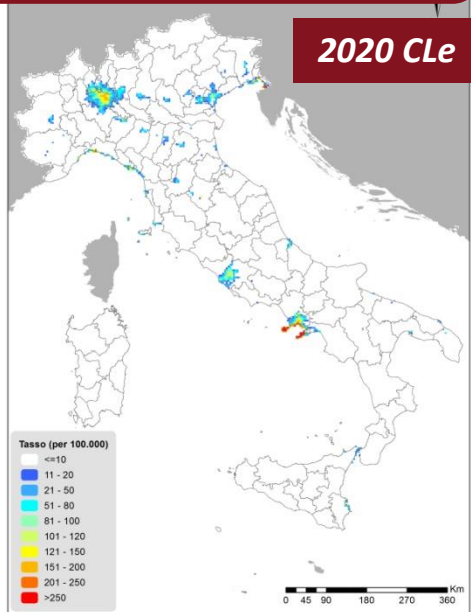 2020 CLe
Tasso (per 100.000)
<=10
11 - 20
21 - 50
51 - 80
81 - 100
101 - 120
121 - 150
151 - 200
201 - 250
>250
Km
0 45 90 180 270 360